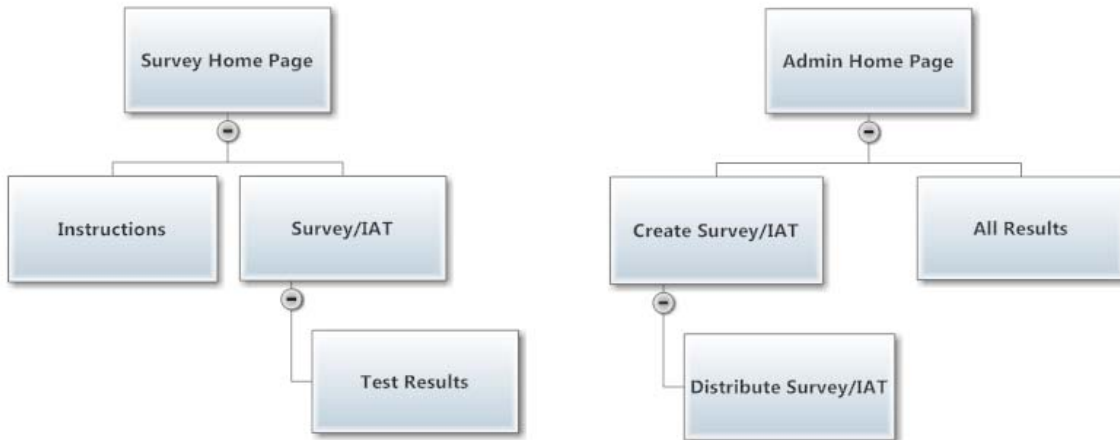 Survey Home Page
Admin Home Page
Instructions
Survey/IAT
Create Survey/IAT
All Results
Test Results
Distribute Survey/IAT